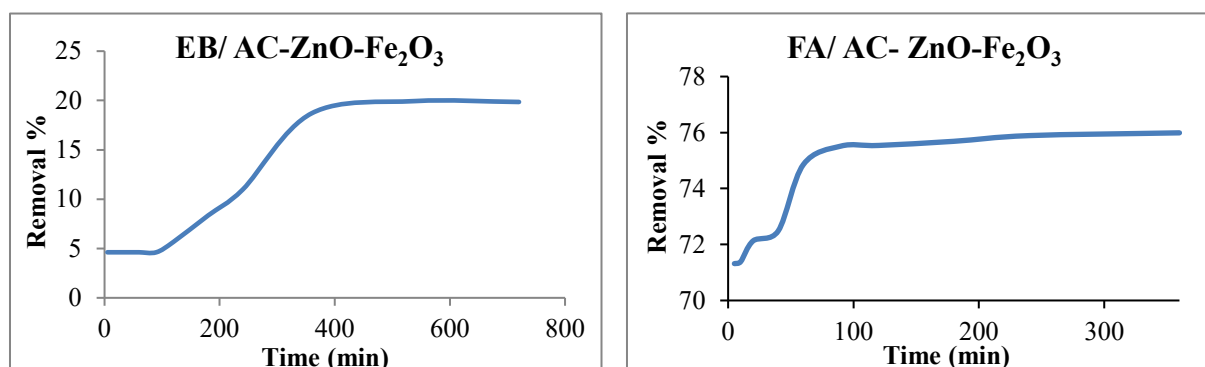 EB/ AC-ZnO-Fe₂O₃
Removal %
25
20
15
10
5
0
0 200 400 600 800
Time (min)
FA/ AC- ZnO-Fe₂O₃
Removal %
78
76
74
72
70
0 100 200 300
Time (min)